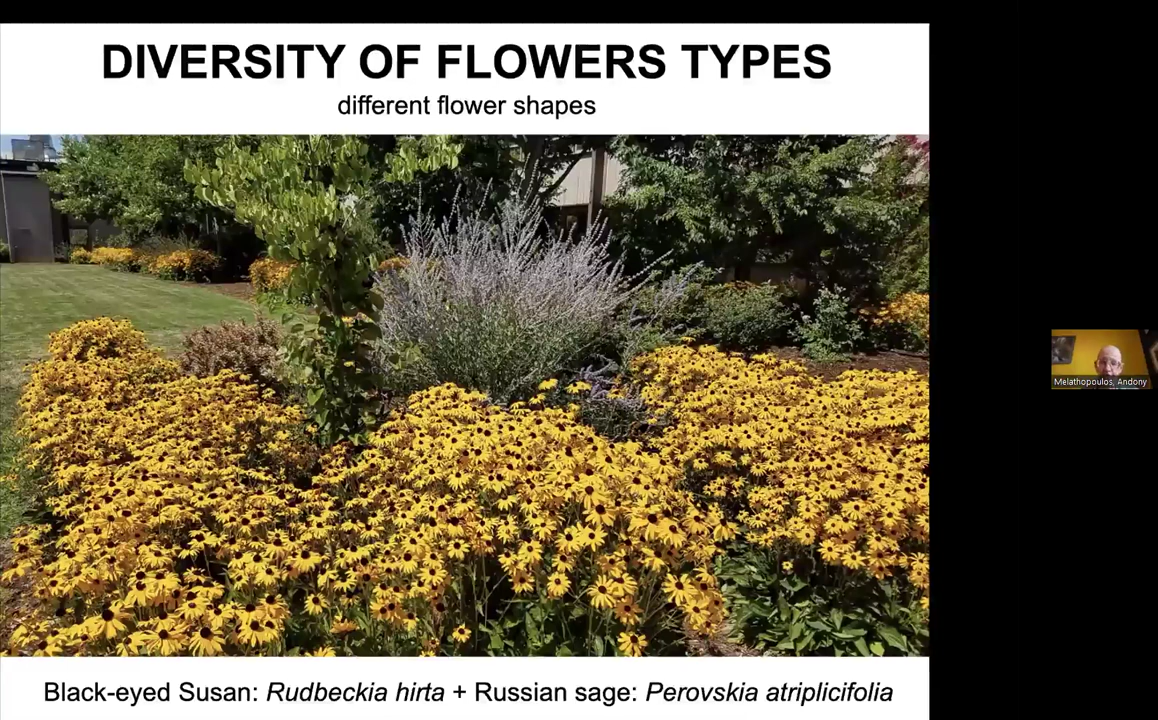 DIVERSITY OF FLOWERS TYPES
different flower shapes
Melathopoulos, Andony
Black-eyed Susan: Rudbeckia hirta + Russian sage: Perovskia atriplicifolia